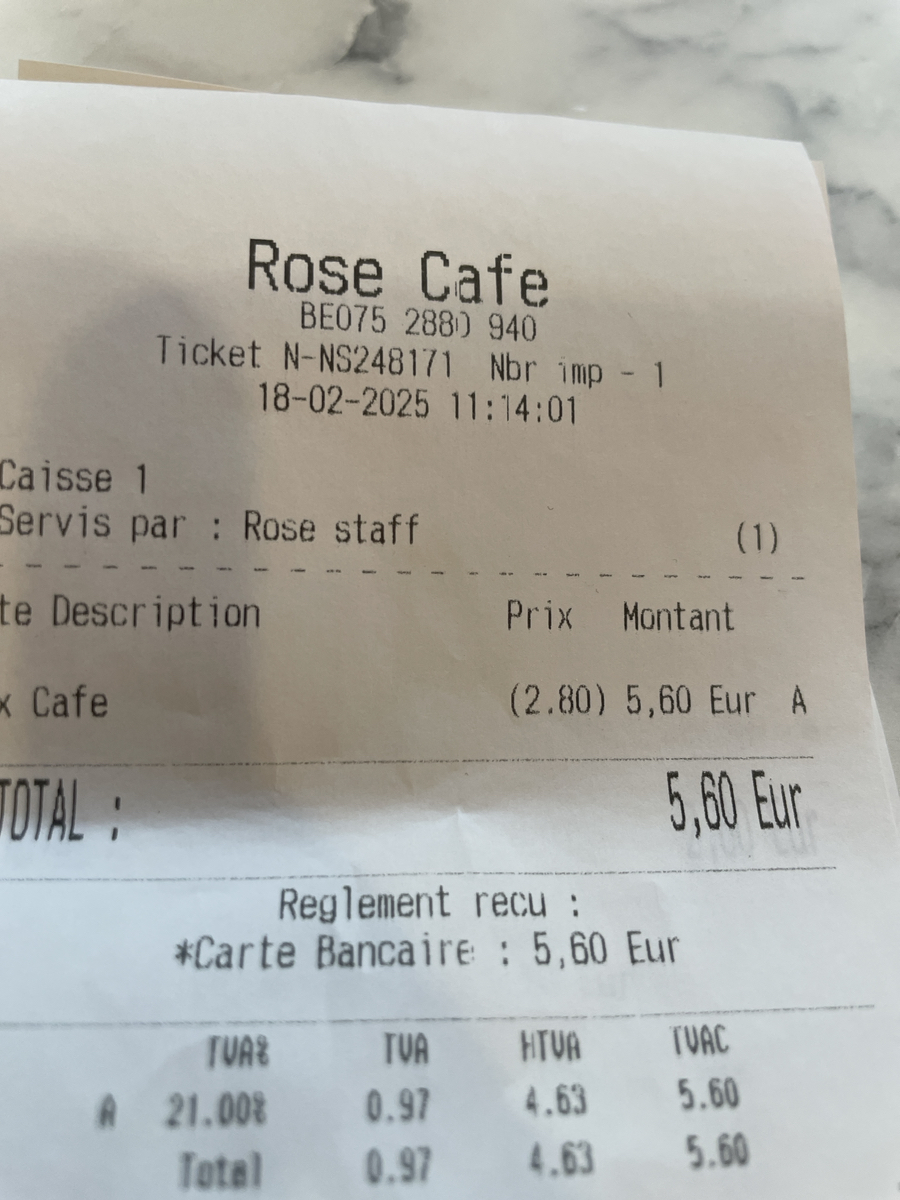 Rose Cafe
BE075 2880 940
Ticket N-NS248171 Nbr imp - 1
18-02-2025 11:14:01
Caisse 1
Servis par : Rose staff (1)
te Description Prix Montant
x Cafe (2.80) 5,60 Eur A
TOTAL : 5,60 Eur
Reglement recu :
*Carte Bancaire : 5,60 Eur
TVA% TVA HTVA TVAC
A 21.00% 0.97 4.63 5.60
Total 0.97 4.63 5.60